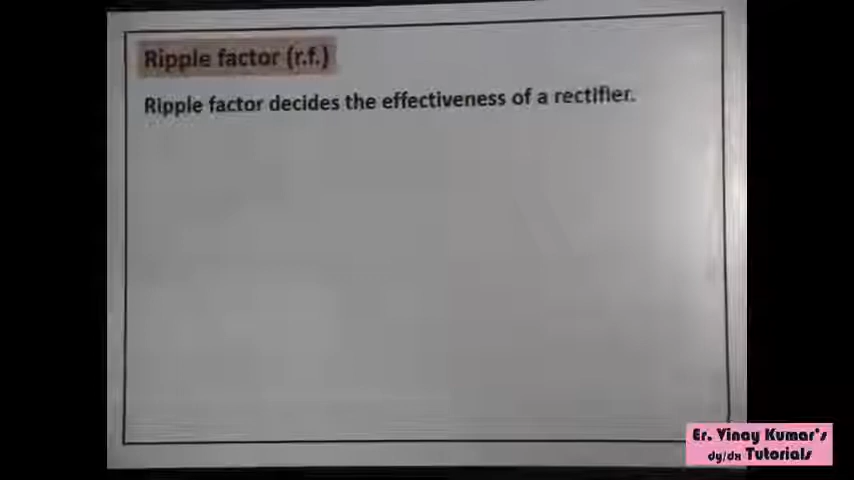 Ripple factor (r.f.)
Ripple factor decides the effectiveness of a rectifier.
Er. Vinay Kumar's
dy/dx Tutorials